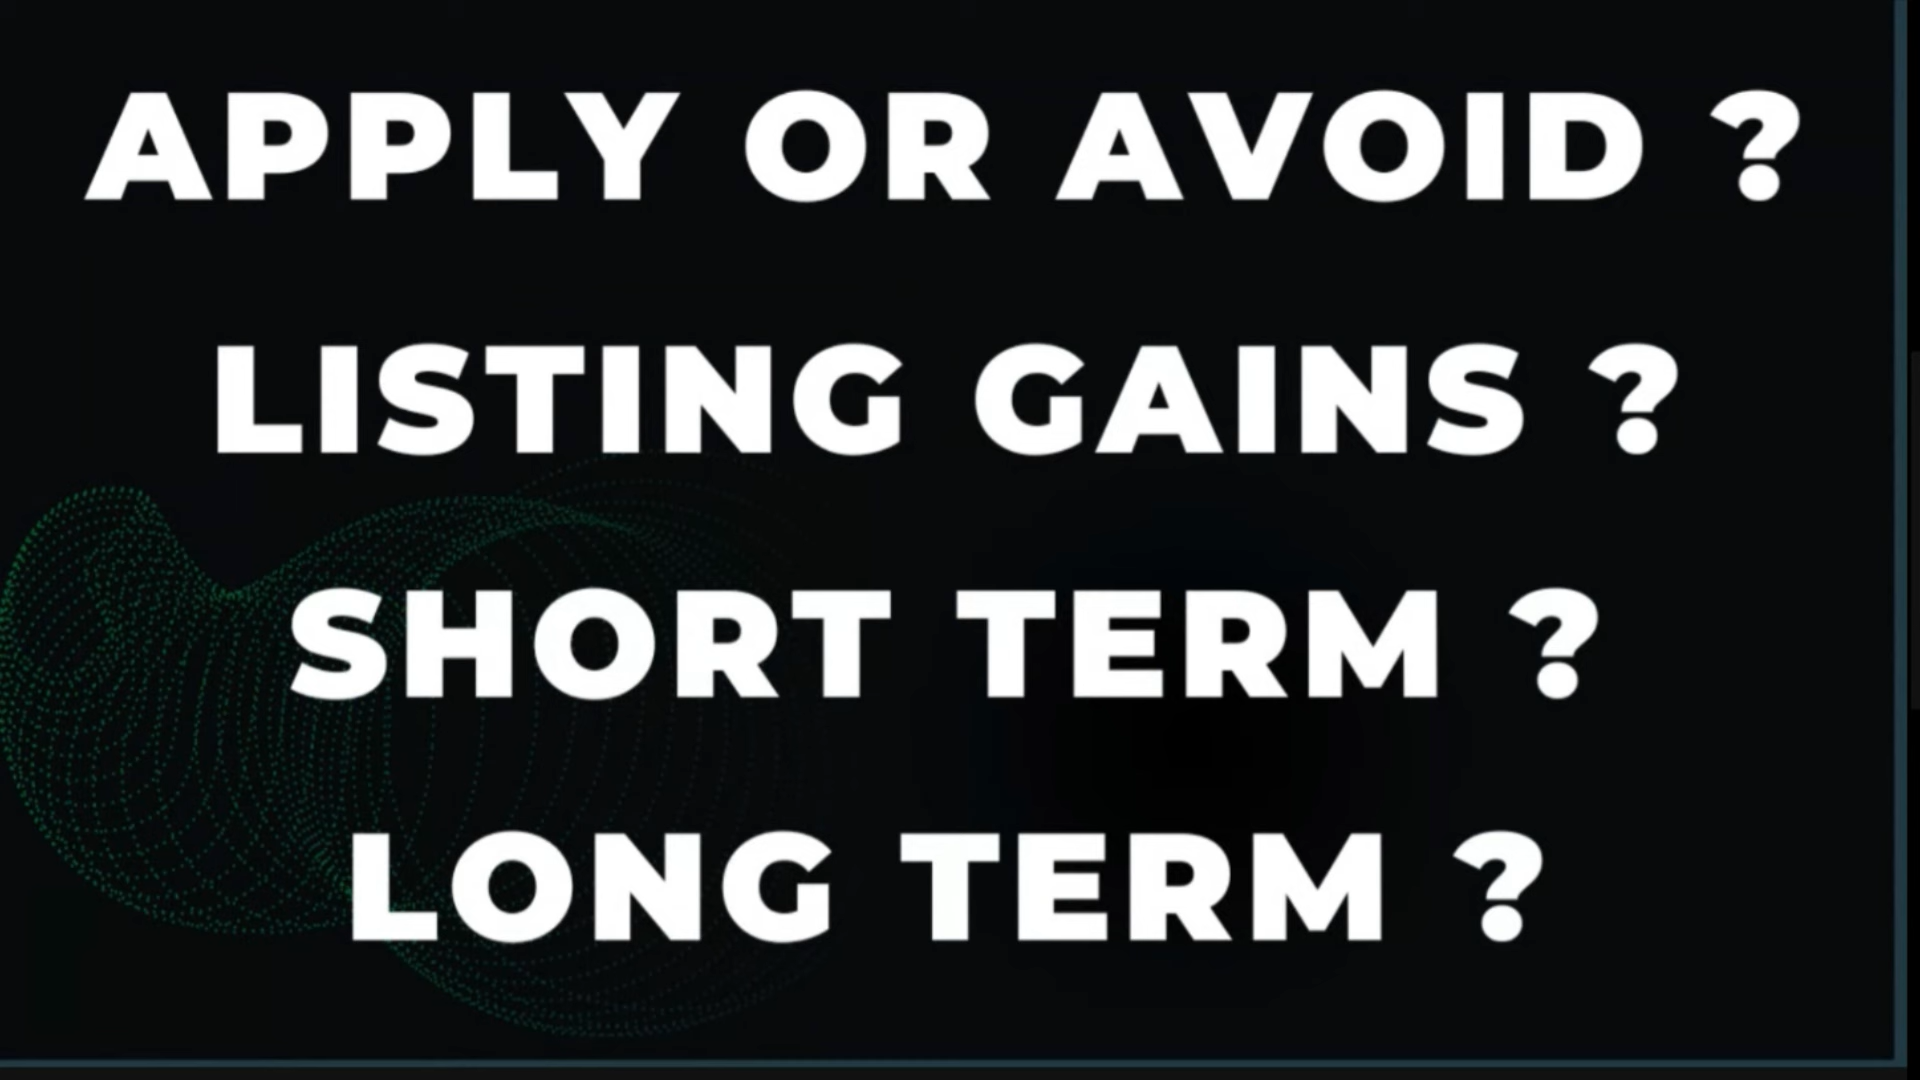 APPLY OR AVOID ?
LISTING GAINS ?
SHORT TERM ?
LONG TERM ?